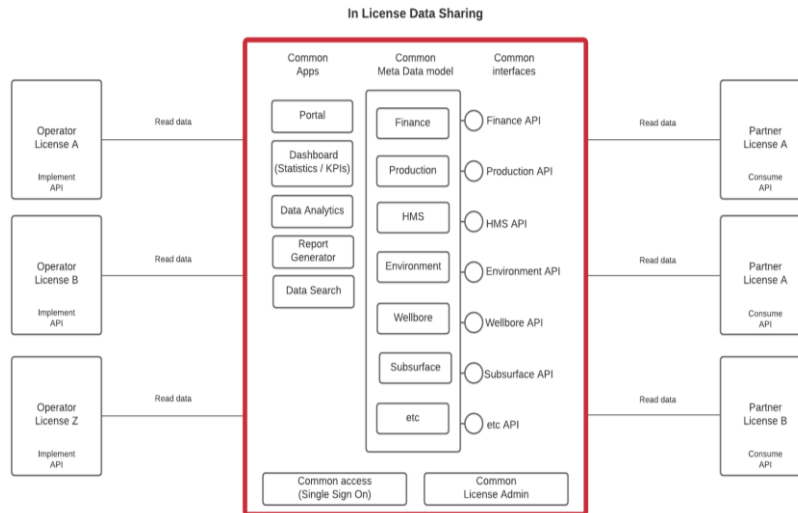 In License Data Sharing
Operator
License A
Implement
API
Read data
Operator
License B
Implement
API
Read data
Operator
License Z
Implement
API
Read data
Common
Apps
Portal
Dashboard
(Statistics / KPIs)
Data Analytics
Report
Generator
Data Search
Common
Meta Data model
Finance
Production
HMS
Environment
Wellbore
Subsurface
etc
Common
interfaces
Finance API
Production API
HMS API
Environment API
Wellbore API
Subsurface API
etc API
Common access
(Single Sign On)
Common
License Admin
Read data
Partner
License A
Consume
API
Read data
Partner
License A
Consume
API
Read data
Partner
License B
Consume
API